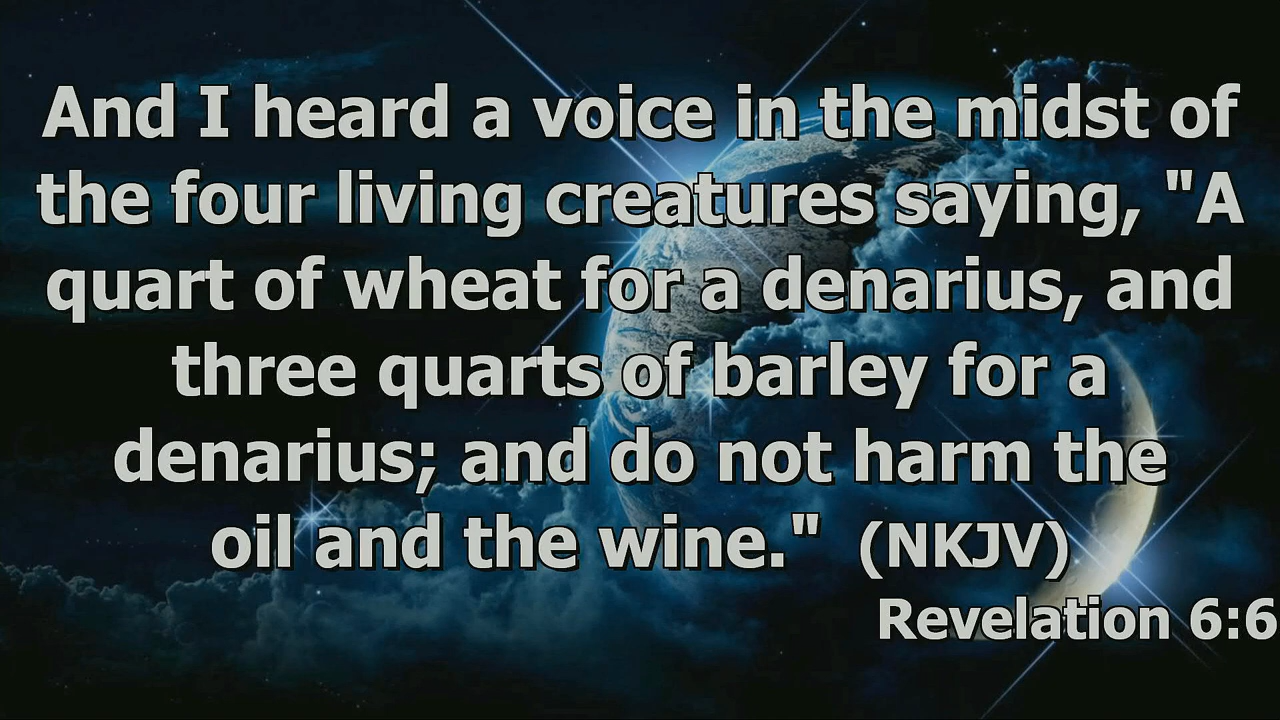 And I heard a voice in the midst of
the four living creatures saying, "A
quart of wheat for a denarius, and
three quarts of barley for a
denarius; and do not harm the
oil and the wine." (NKJV)
Revelation 6:6